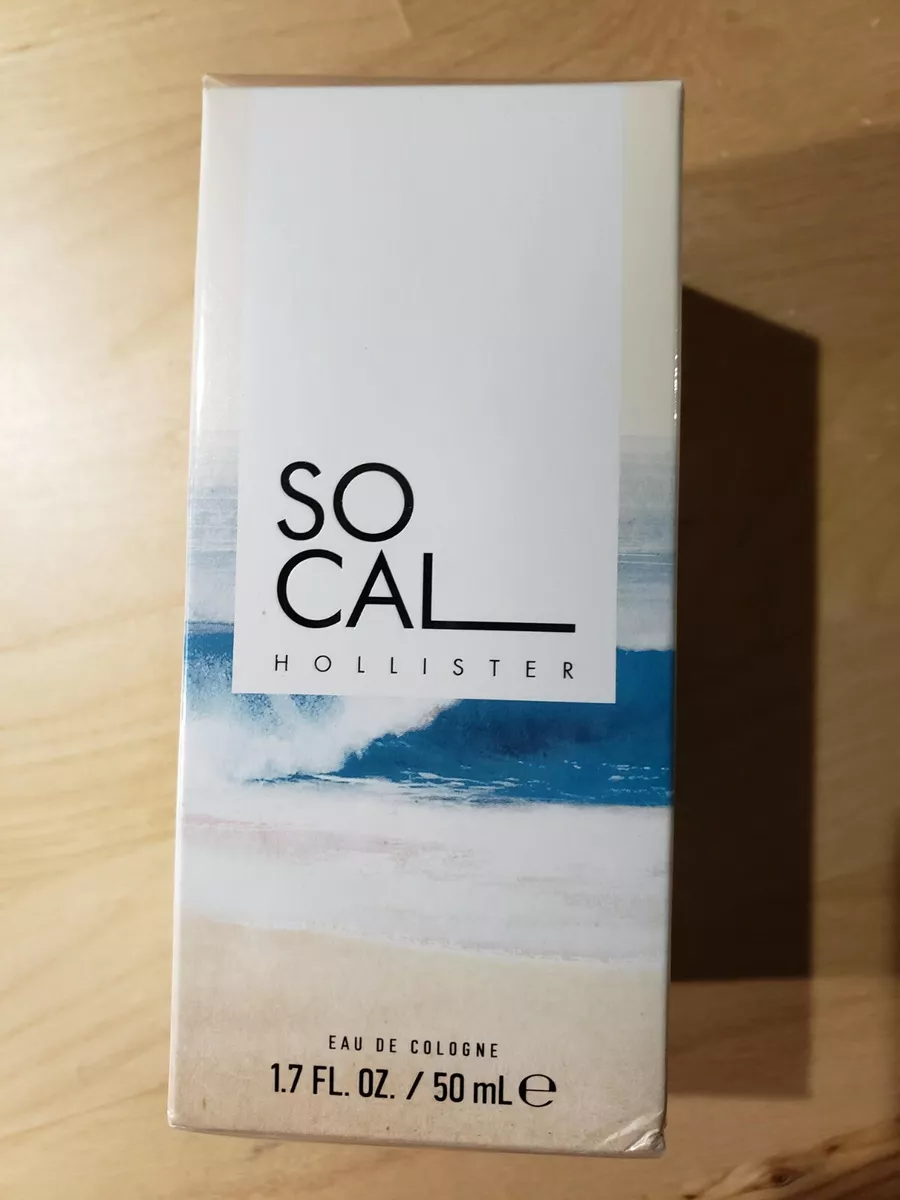 SO
CAL
HOLLISTER
EAU DE COLOGNE
1.7 FL. OZ. / 50 mL ℮